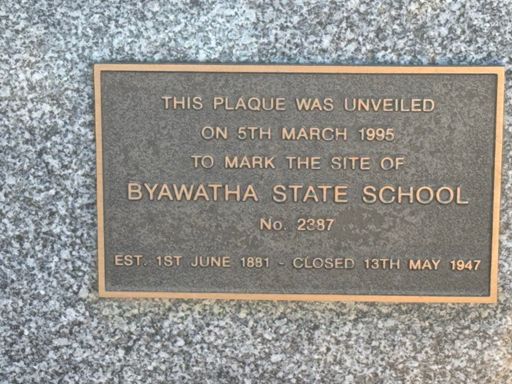 THIS PLAQUE WAS UNVEILED
ON 5TH MARCH 1995
TO MARK THE SITE OF
BYAWATHA STATE SCHOOL
No. 2387
EST. 1ST JUNE 1881 - CLOSED 13TH MAY 1947